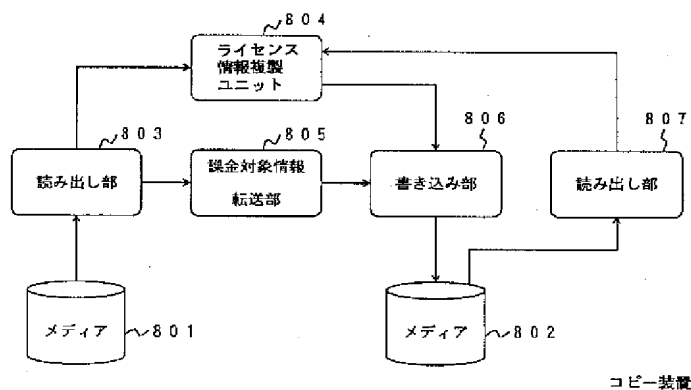 804
ライセンス
情報複製
ユニット
803
805
806
807
読み出し部
課金対象情報
転送部
書き込み部
読み出し部
メディア
801
メディア
802
コピー装置